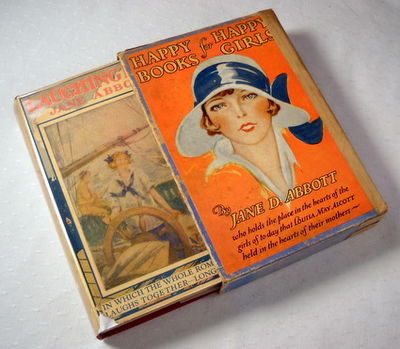 LAUGHING
JANE ABBO
IN WHICH THE WHOLE ROM
LAUGHS TOGETHER—LONG
HAPPY for HAPPY
BOOKS GIRLS
By
JANE D. ABBOTT
who holds the place in the hearts of the
girls of to day that LOUISA MAY ALCOTT
held in the hearts of their mothers—